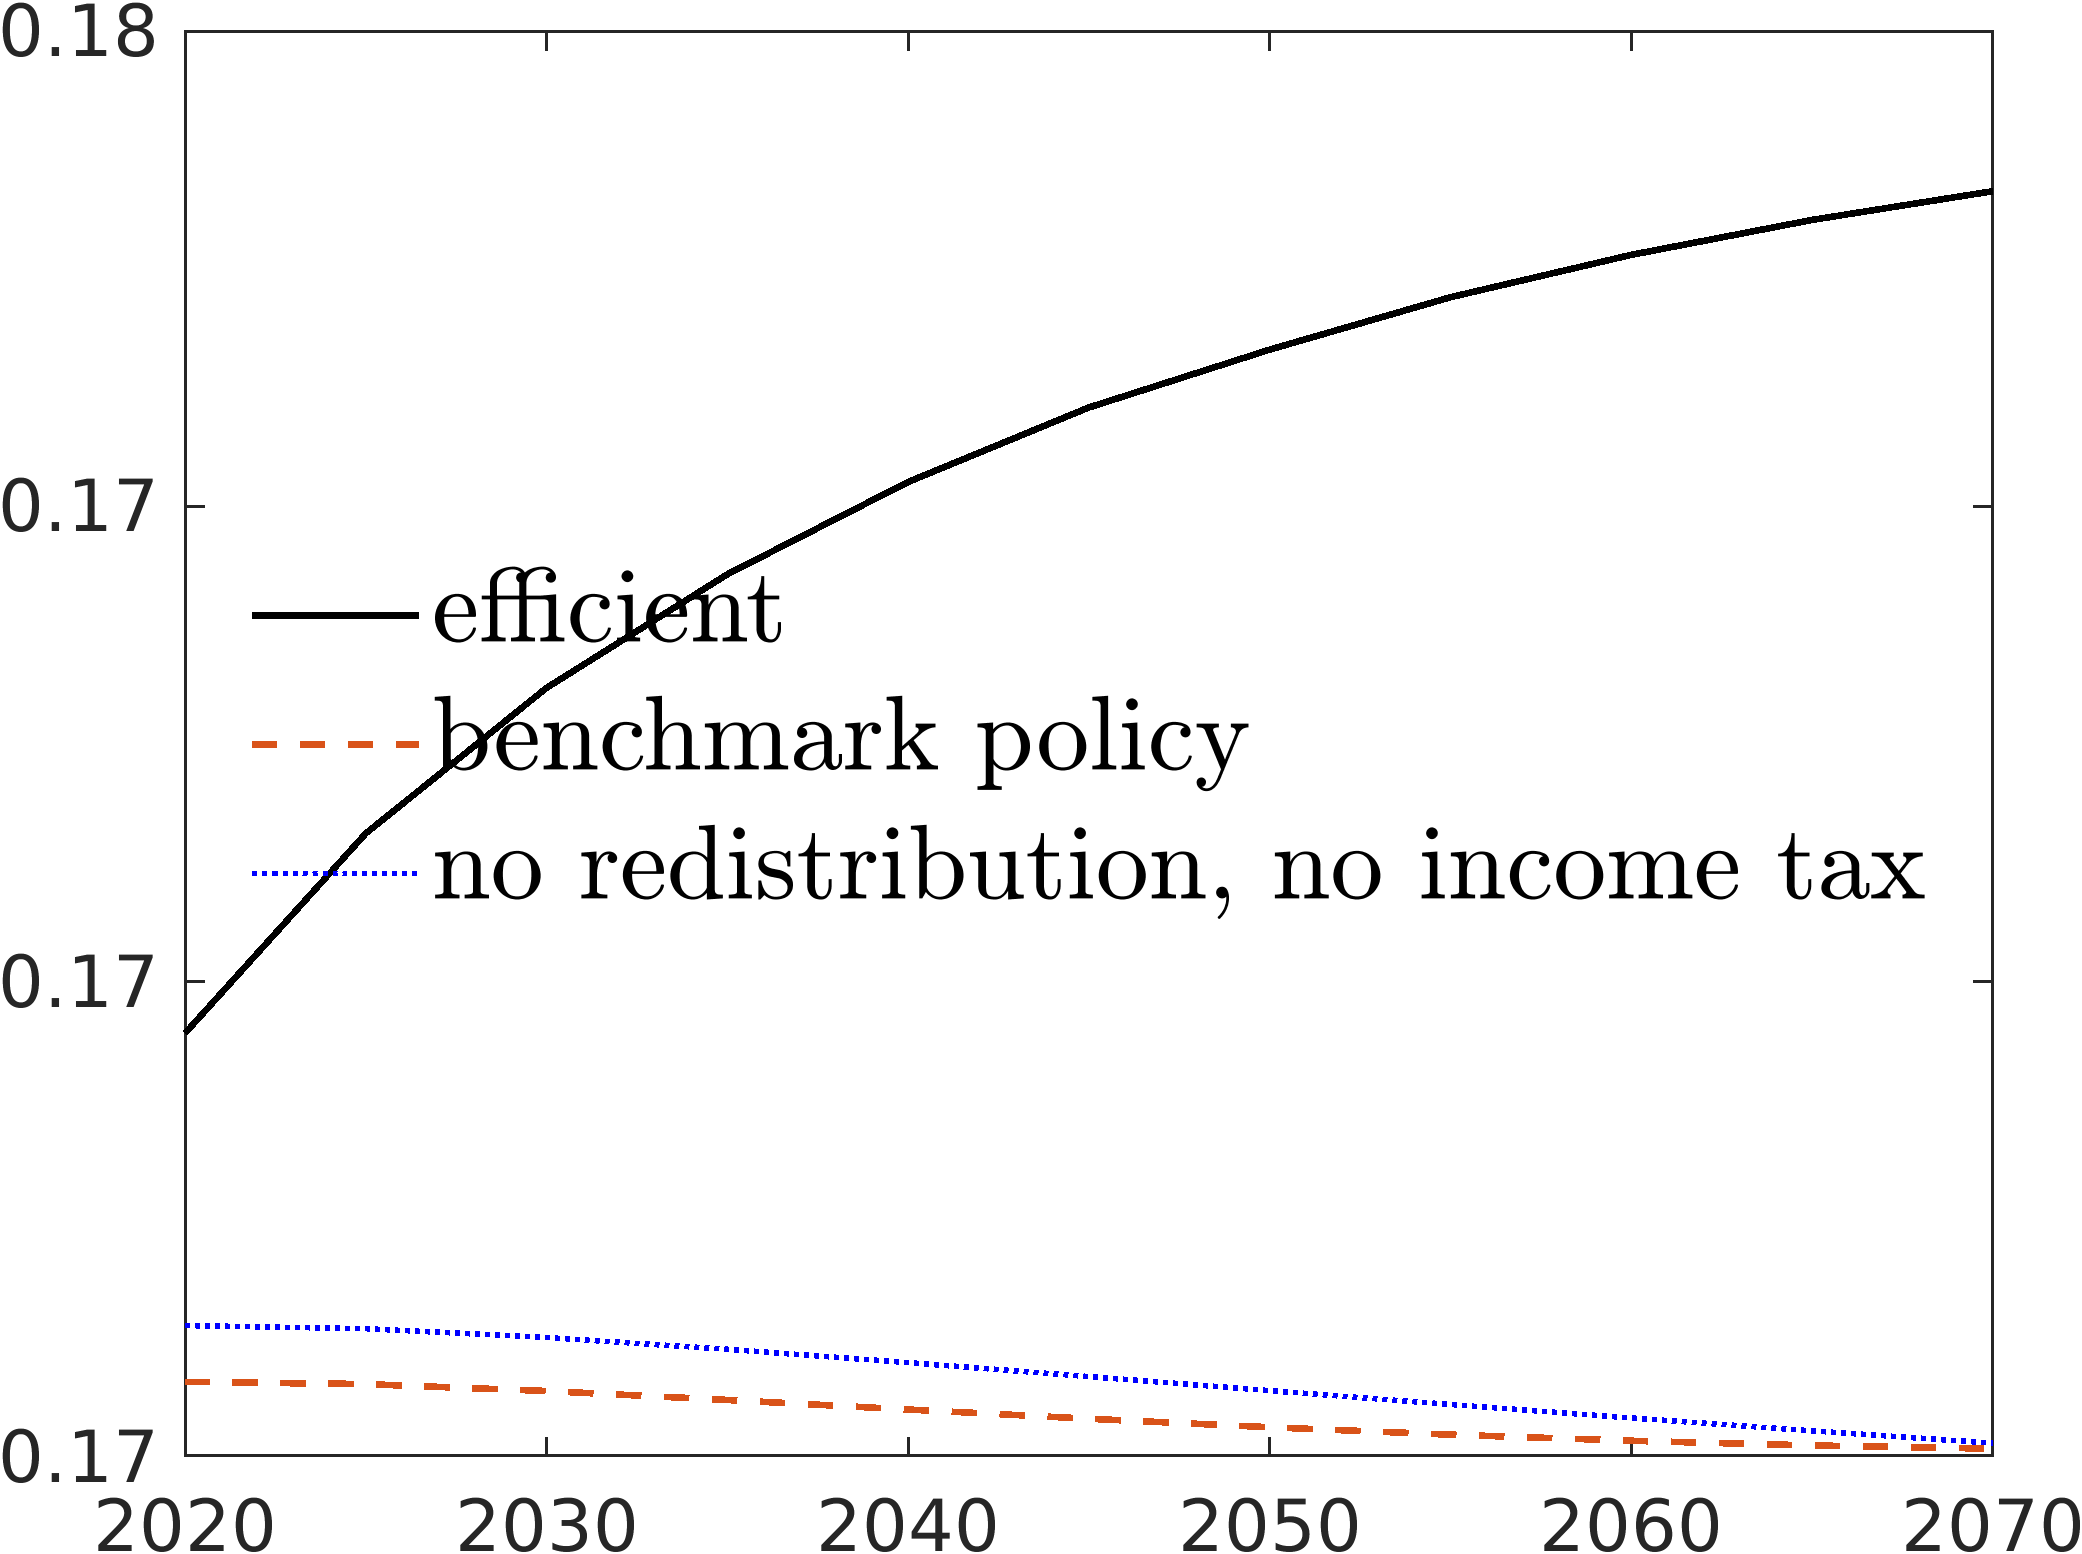 0.18
0.17
efficient
benchmark policy
no redistribution, no income tax
0.17
0.17
2020 2030 2040 2050 2060 2070